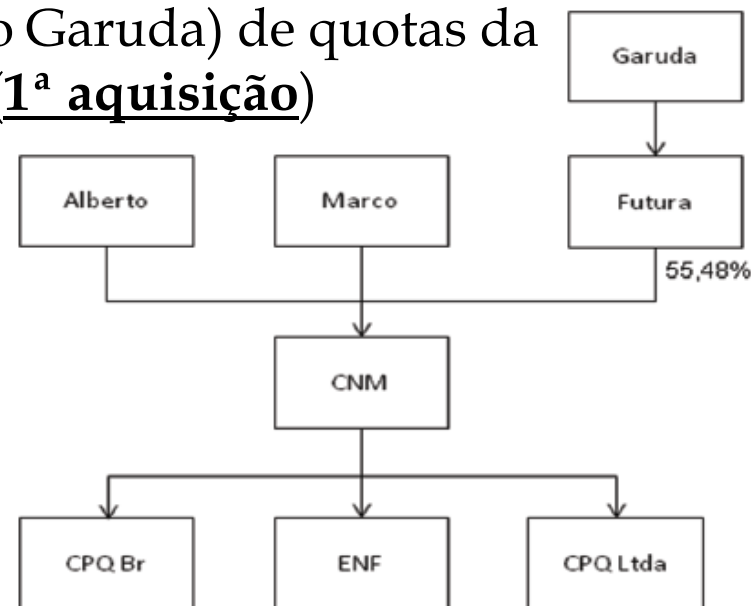 o Garuda) de quotas da
(1ª aquisição)
Garuda
Alberto
Marco
Futura
55,48%
CNM
CPQ Br
ENF
CPQ Ltda